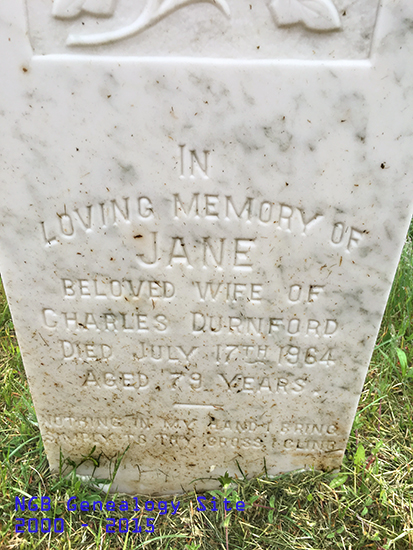 IN
LOVING MEMORY OF
JANE
BELOVED WIFE OF
CHARLES DURNFORD
DIED JULY 17TH 1964
AGED 79 YEARS.
NOTHING IN MY HAND I BRING
SIMPLY TO THY CROSS I CLING
NGB Genealogy Site
2000 - 2015